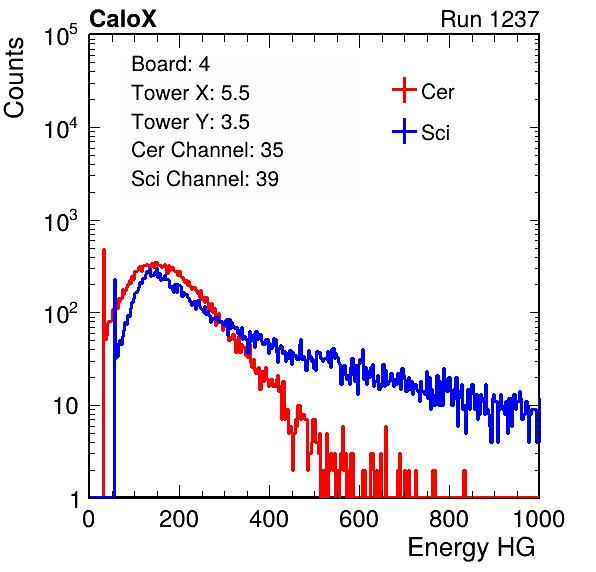 CaloX Run 1237
Counts
Board: 4
Tower X: 5.5
Tower Y: 3.5
Cer Channel: 35
Sci Channel: 39
Cer
Sci
10^5
10^4
10^3
10^2
10
1
0 200 400 600 800 1000
Energy HG